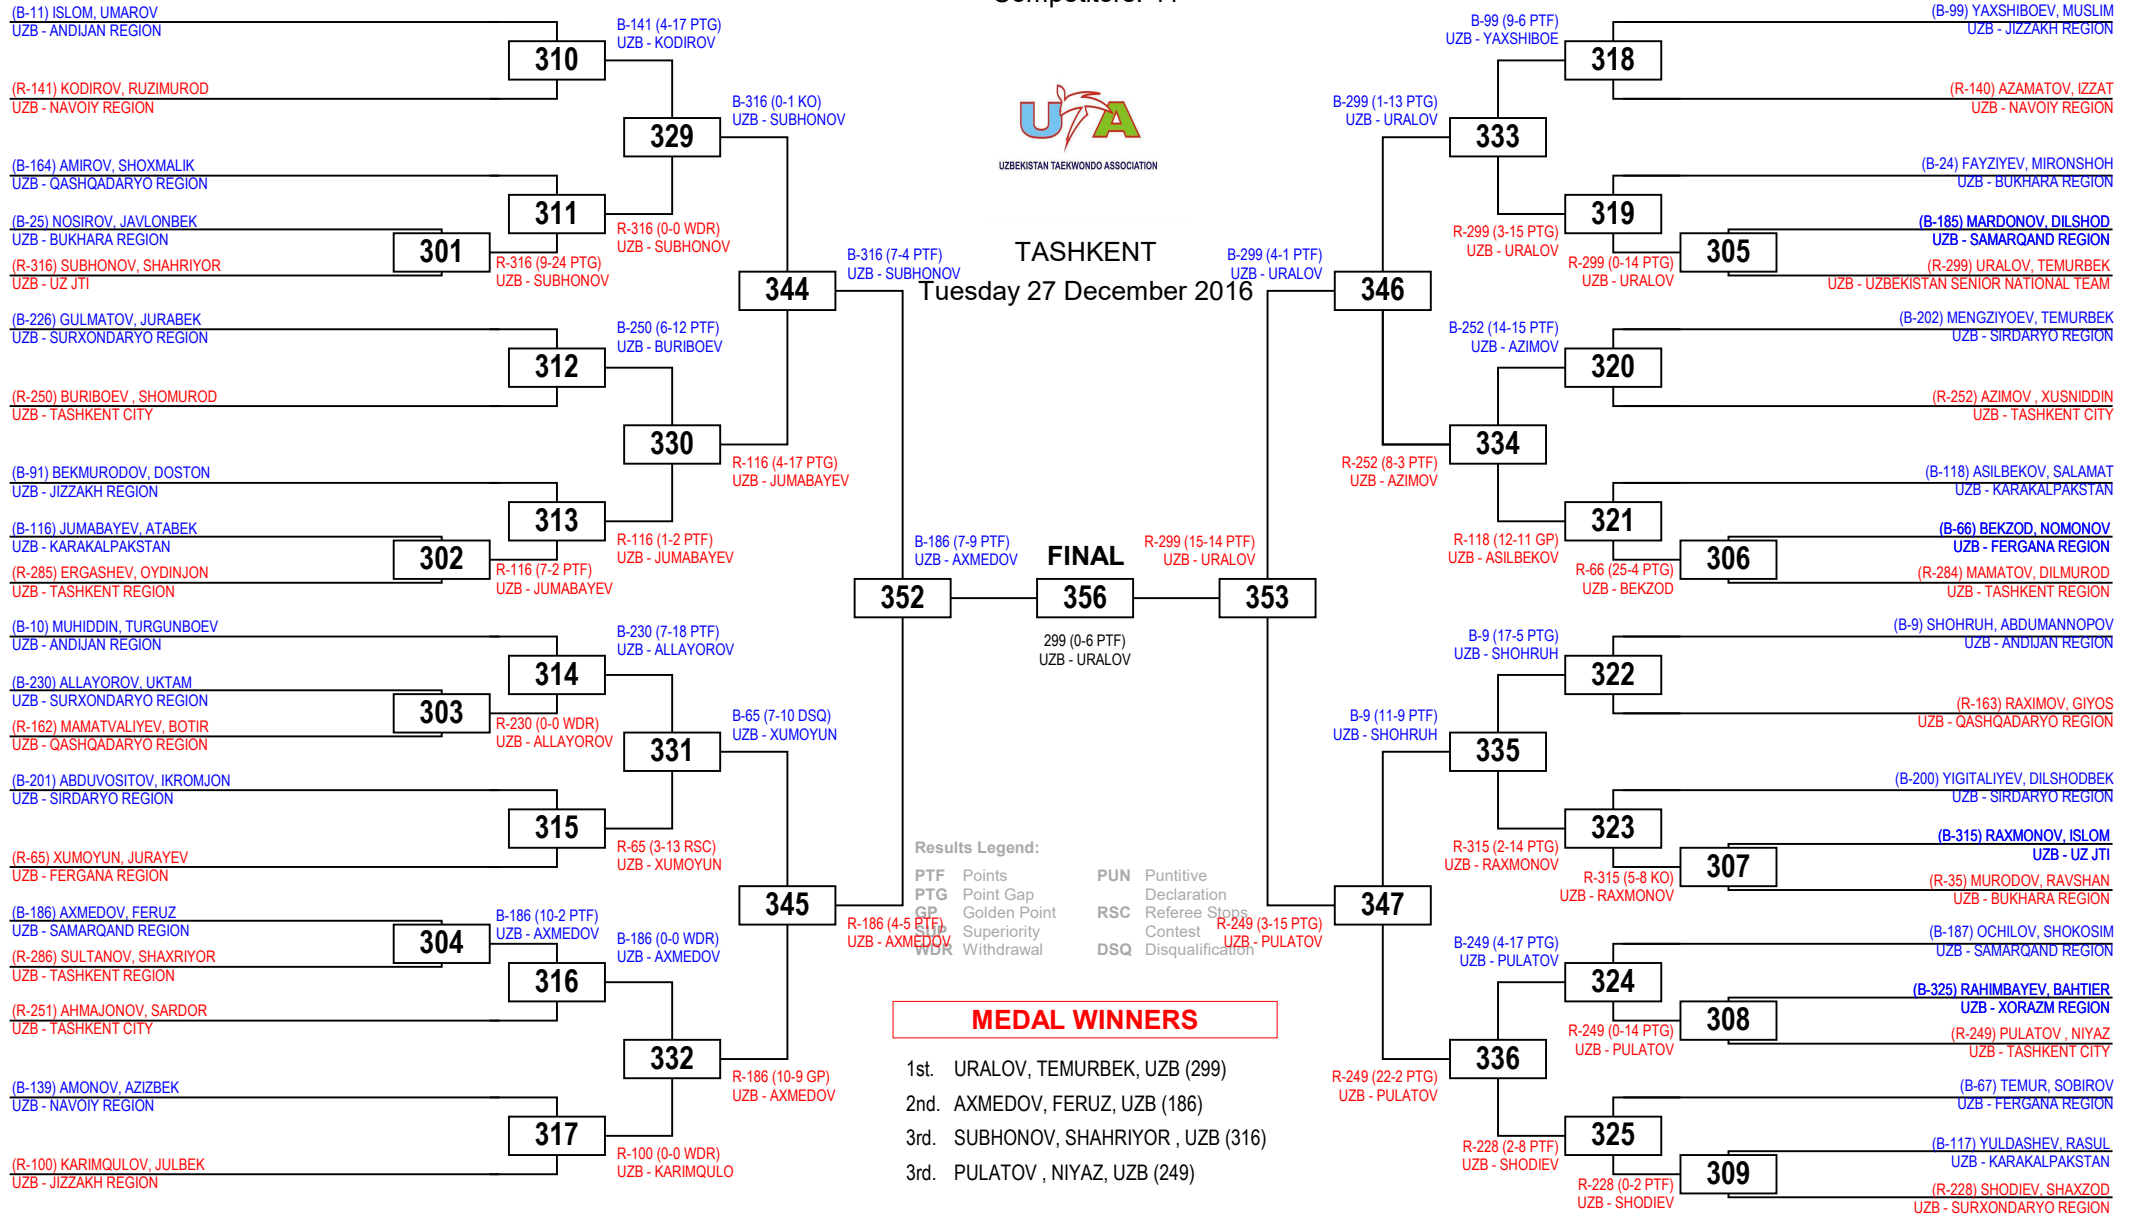 (B-11) ISLOM, UMAROV
UZB - ANDIJAN REGION
310
B-141 (4-17 PTG)
UZB - KODIROV
(R-141) KODIROV, RUZIMUROD
UZB - NAVOIY REGION
329
B-316 (0-1 KO)
UZB - SUBHONOV
(B-164) AMIROV, SHOXMALIK
UZB - QASHQADARYO REGION
311
R-316 (0-0 WDR)
UZB - SUBHONOV
(B-25) NOSIROV, JAVLONBEK
UZB - BUKHARA REGION
301
R-316 (9-24 PTG)
UZB - SUBHONOV
(R-316) SUBHONOV, SHAHRIYOR
UZB - UZ JTI
344
B-316 (7-4 PTF)
UZB - SUBHONOV
(B-226) GULMATOV, JURABEK
UZB - SURXONDARYO REGION
312
B-250 (6-12 PTF)
UZB - BURIBOEV
(R-250) BURIBOEV , SHOMUROD
UZB - TASHKENT CITY
330
R-116 (4-17 PTG)
UZB - JUMABAYEV
(B-91) BEKMURODOV, DOSTON
UZB - JIZZAKH REGION
313
R-116 (1-2 PTF)
UZB - JUMABAYEV
(B-116) JUMABAYEV, ATABEK
UZB - KARAKALPAKSTAN
302
R-116 (7-2 PTF)
UZB - JUMABAYEV
(R-285) ERGASHEV, OYDINJON
UZB - TASHKENT REGION
352
B-186 (7-9 PTF)
UZB - AXMEDOV
(B-10) MUHIDDIN, TURGUNBOEV
UZB - ANDIJAN REGION
314
B-230 (7-18 PTF)
UZB - ALLAYOROV
(B-230) ALLAYOROV, UKTAM
UZB - SURXONDARYO REGION
303
R-230 (0-0 WDR)
UZB - ALLAYOROV
(R-162) MAMATVALIYEV, BOTIR
UZB - QASHQADARYO REGION
331
B-65 (7-10 DSQ)
UZB - XUMOYUN
(B-201) ABDUVOSITOV, IKROMJON
UZB - SIRDARYO REGION
315
R-65 (3-13 RSC)
UZB - XUMOYUN
(R-65) XUMOYUN, JURAYEV
UZB - FERGANA REGION
345
R-186 (4-5 PTF)
UZB - AXMEDOV
(B-186) AXMEDOV, FERUZ
UZB - SAMARQAND REGION
304
B-186 (10-2 PTF)
UZB - AXMEDOV
(R-286) SULTANOV, SHAXRIYOR
UZB - TASHKENT REGION
316
B-186 (0-0 WDR)
UZB - AXMEDOV
(R-251) AHMAJONOV, SARDOR
UZB - TASHKENT CITY
332
R-186 (10-9 GP)
UZB - AXMEDOV
(B-139) AMONOV, AZIZBEK
UZB - NAVOIY REGION
317
R-100 (0-0 WDR)
UZB - KARIMQULO
(R-100) KARIMQULOV, JULBEK
UZB - JIZZAKH REGION
UTA
UZBEKISTAN TAEKWONDO ASSOCIATION
TASHKENT
Tuesday 27 December 2016
FINAL
356
299 (0-6 PTF)
UZB - URALOV
Results Legend:
PTF Points
PTG Point Gap
GP Golden Point
SUP Superiority
WDR Withdrawal
PUN Puntitive
Declaration
RSC Referee Stops
Contest
DSQ Disqualification
MEDAL WINNERS
1st. URALOV, TEMURBEK, UZB (299)
2nd. AXMEDOV, FERUZ, UZB (186)
3rd. SUBHONOV, SHAHRIYOR , UZB (316)
3rd. PULATOV , NIYAZ, UZB (249)
(B-99) YAXSHIBOEV, MUSLIM
UZB - JIZZAKH REGION
318
B-99 (9-6 PTF)
UZB - YAXSHIBOE
(R-140) AZAMATOV, IZZAT
UZB - NAVOIY REGION
333
B-299 (1-13 PTG)
UZB - URALOV
(B-24) FAYZIYEV, MIRONSHOH
UZB - BUKHARA REGION
319
R-299 (3-15 PTG)
UZB - URALOV
(B-185) MARDONOV, DILSHOD
UZB - SAMARQAND REGION
305
R-299 (0-14 PTG)
UZB - URALOV
(R-299) URALOV, TEMURBEK
UZB - UZBEKISTAN SENIOR NATIONAL TEAM
346
B-299 (4-1 PTF)
UZB - URALOV
(B-202) MENGZIYOEV, TEMURBEK
UZB - SIRDARYO REGION
320
B-252 (14-15 PTF)
UZB - AZIMOV
(R-252) AZIMOV , XUSNIDDIN
UZB - TASHKENT CITY
334
R-252 (8-3 PTF)
UZB - AZIMOV
(B-118) ASILBEKOV, SALAMAT
UZB - KARAKALPAKSTAN
321
R-118 (12-11 GP)
UZB - ASILBEKOV
(B-66) BEKZOD, NOMONOV
UZB - FERGANA REGION
306
R-66 (25-4 PTG)
UZB - BEKZOD
(R-284) MAMATOV, DILMUROD
UZB - TASHKENT REGION
353
R-299 (15-14 PTF)
UZB - URALOV
(B-9) SHOHRUH, ABDUMANNOPOV
UZB - ANDIJAN REGION
322
B-9 (17-5 PTG)
UZB - SHOHRUH
(R-163) RAXIMOV, GIYOS
UZB - QASHQADARYO REGION
335
B-9 (11-9 PTF)
UZB - SHOHRUH
(B-200) YIGITALIYEV, DILSHODBEK
UZB - SIRDARYO REGION
323
R-315 (2-14 PTG)
UZB - RAXMONOV
(B-315) RAXMONOV, ISLOM
UZB - UZ JTI
307
R-315 (5-8 KO)
UZB - RAXMONOV
(R-35) MURODOV, RAVSHAN
UZB - BUKHARA REGION
347
R-249 (3-15 PTG)
UZB - PULATOV
(B-187) OCHILOV, SHOKOSIM
UZB - SAMARQAND REGION
324
B-249 (4-17 PTG)
UZB - PULATOV
(B-325) RAHIMBAYEV, BAHTIER
UZB - XORAZM REGION
308
R-249 (0-14 PTG)
UZB - PULATOV
(R-249) PULATOV , NIYAZ
UZB - TASHKENT CITY
336
R-249 (22-2 PTG)
UZB - PULATOV
(B-67) TEMUR, SOBIROV
UZB - FERGANA REGION
325
R-228 (2-8 PTF)
UZB - SHODIEV
(B-117) YULDASHEV, RASUL
UZB - KARAKALPAKSTAN
309
R-228 (0-2 PTF)
UZB - SHODIEV
(R-228) SHODIEV, SHAXZOD
UZB - SURXONDARYO REGION